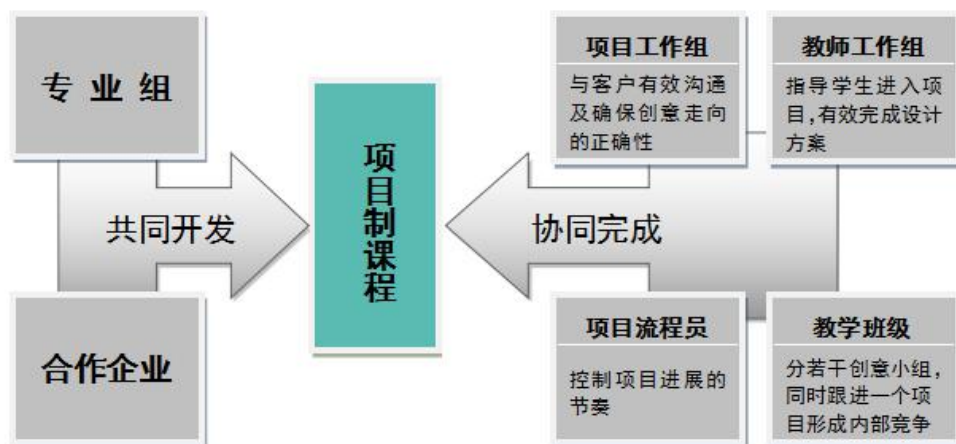 专 业 组
共同开发
合作企业
项目制课程
协同完成
项目工作组
与客户有效沟通
及确保创意走向
的正确性
教师工作组
指导学生进入项
目,有效完成设计
方案
项目流程员
控制项目进展的
节奏
教学班级
分若干创意小组,
同时跟进一个项
目形成内部竞争